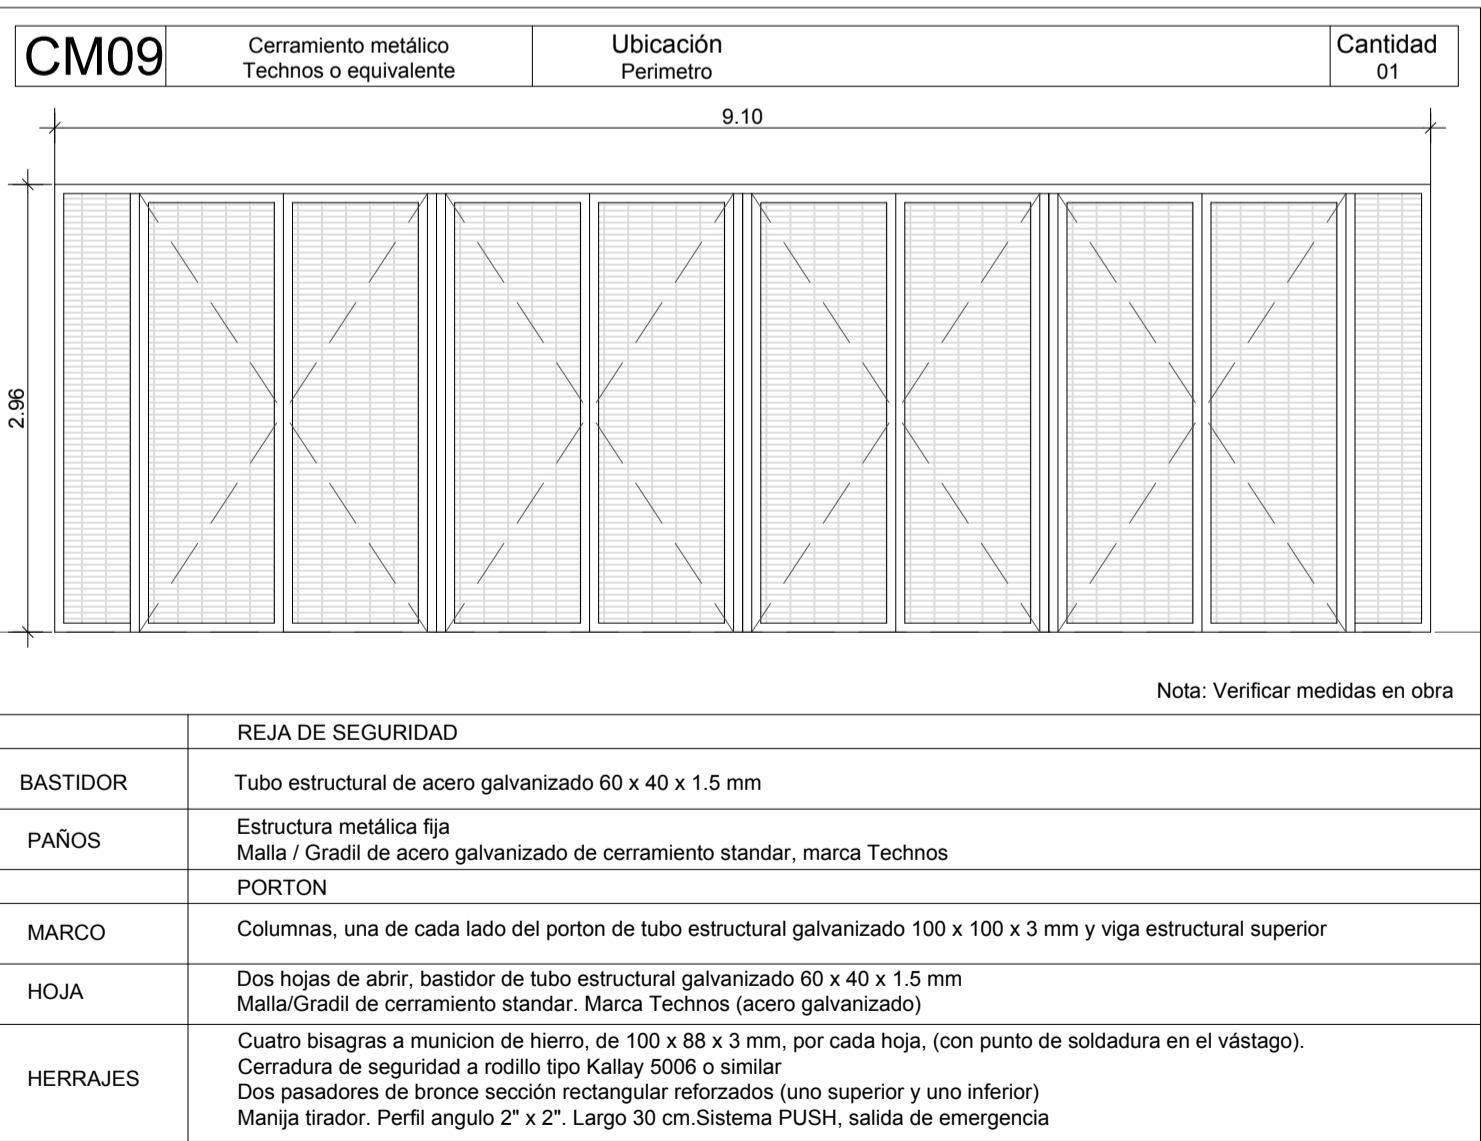 CM09
Cerramiento metálico
Technos o equivalente
Ubicación
Perimetro
Cantidad
01
9.10
2.96
Nota: Verificar medidas en obra
REJA DE SEGURIDAD
BASTIDOR
Tubo estructural de acero galvanizado 60 x 40 x 1.5 mm
PAÑOS
Estructura metálica fija
Malla / Gradil de acero galvanizado de cerramiento standar, marca Technos
PORTON
MARCO
Columnas, una de cada lado del porton de tubo estructural galvanizado 100 x 100 x 3 mm y viga estructural superior
HOJA
Dos hojas de abrir, bastidor de tubo estructural galvanizado 60 x 40 x 1.5 mm
Malla/Gradil de cerramiento standar. Marca Technos (acero galvanizado)
HERRAJES
Cuatro bisagras a municion de hierro, de 100 x 88 x 3 mm, por cada hoja, (con punto de soldadura en el vástago).
Cerradura de seguridad a rodillo tipo Kallay 5006 o similar
Dos pasadores de bronce sección rectangular reforzados (uno superior y uno inferior)
Manija tirador. Perfil angulo 2" x 2". Largo 30 cm.Sistema PUSH, salida de emergencia